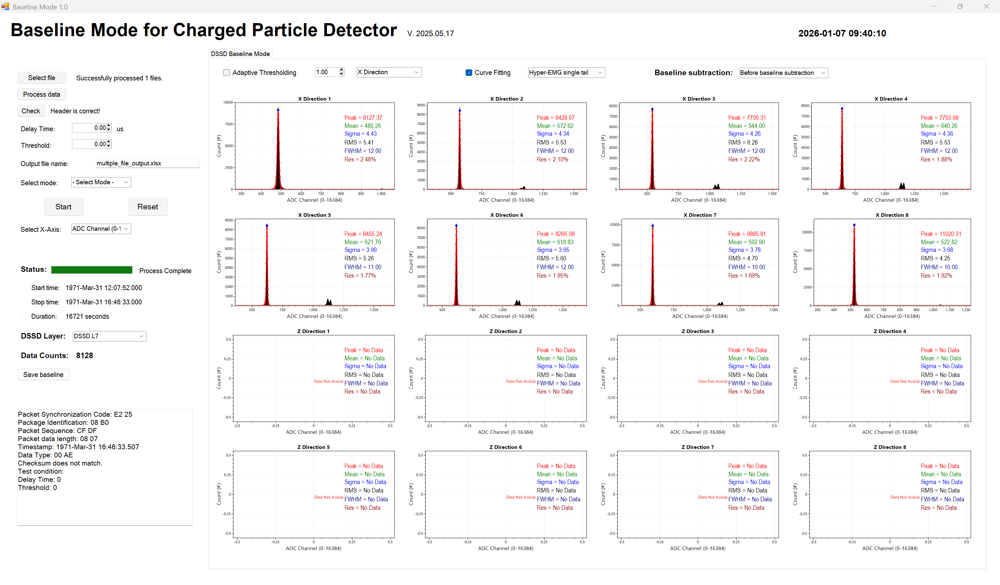 Baseline Mode 1.0
Baseline Mode for Charged Particle Detector V. 2025.05.17
2026-01-07 09:40:10
Select file Successfully processed 1 files.
Process data
Check Header is correct!
Delay Time: 0.00 us
Threshold: 0.00
Output file name: multiple_file_output.xlsx
Select mode: - Select Mode -
Start Reset
Select X-Axis: ADC Channel (0-1
Status: Process Complete
Start time: 1971-Mar-31 12:07:52.000
Stop time: 1971-Mar-31 16:46:33.000
Duration: 16721 seconds
DSSD Layer: DSSD L7
Data Counts: 8128
Save baseline
Packet Synchronization Code: E2 25
Package Identification: 08 B0
Packet Sequence: CF DF
Packet data length: 08 07
Timestamp: 1971-Mar-31 16:46:33.507
Data Type: 00 AE
Checksum does not match.
Test condition:
Delay Time: 0
Threshold: 0
DSSD Baseline Mode
Adaptive Thresholding 1.00 X Direction Curve Fitting Hyper-EMG single tail Baseline subtraction: Before baseline subtraction
X Direction 1
Count (#)
10000
7500
5000
2500
0
Peak = 9127.37
Mean = 485.26
Sigma = 4.43
RMS = 5.41
FWHM = 12.00
Res = 2.48%
300 400 500 600 700 800 900 1,000
ADC Channel (0-16384)
X Direction 2
Count (#)
9000
8000
7000
6000
5000
4000
3000
2000
1000
0
Peak = 8428.67
Mean = 572.62
Sigma = 4.34
RMS = 5.53
FWHM = 12.00
Res = 2.10%
500 750 1,000 1,250 1,500
ADC Channel (0-16384)
X Direction 3
Count (#)
8000
7000
6000
5000
4000
3000
2000
1000
0
Peak = 7706.31
Mean = 544.00
Sigma = 4.26
RMS = 6.28
FWHM = 12.00
Res = 2.22%
500 750 1,000 1,250 1,500
ADC Channel (0-16384)
X Direction 4
Count (#)
8000
7000
6000
5000
4000
3000
2000
1000
0
Peak = 7753.68
Mean = 640.26
Sigma = 4.36
RMS = 5.53
FWHM = 12.00
Res = 1.88%
500 750 1,000 1,250 1,500
ADC Channel (0-16384)
X Direction 5
Count (#)
9000
8000
7000
6000
5000
4000
3000
2000
1000
0
Peak = 8455.24
Mean = 621.76
Sigma = 3.99
RMS = 5.26
FWHM = 11.00
Res = 1.77%
500 750 1,000 1,250 1,500
ADC Channel (0-16384)
X Direction 6
Count (#)
8000
7000
6000
5000
4000
3000
2000
1000
0
Peak = 8266.08
Mean = 618.83
Sigma = 3.95
RMS = 5.60
FWHM = 12.00
Res = 1.95%
500 750 1,000 1,250 1,500
ADC Channel (0-16384)
X Direction 7
Count (#)
10000
7500
5000
2500
0
Peak = 9885.81
Mean = 592.90
Sigma = 3.78
RMS = 4.70
FWHM = 10.00
Res = 1.69%
500 750 1,000 1,250 1,500
ADC Channel (0-16384)
X Direction 8
Count (#)
10000
7500
5000
2500
0
Peak = 11020.31
Mean = 522.82
Sigma = 3.68
RMS = 4.25
FWHM = 10.00
Res = 1.92%
300 400 500 600 700 800 900 1,000 1,100 1,200
ADC Channel (0-16384)
Z Direction 1
Count (#)
0.5
0.25
0
-0.25
-0.5
Peak = No Data
Mean = No Data
Sigma = No Data
RMS = No Data
Data Not Availab FWHM = No Data
Res = No Data
-0.5 -0.25 0 0.25 0.5
ADC Channel (0-16384)
Z Direction 2
Count (#)
0.5
0.25
0
-0.25
-0.5
Peak = No Data
Mean = No Data
Sigma = No Data
RMS = No Data
Data Not Availab FWHM = No Data
Res = No Data
-0.5 -0.25 0 0.25 0.5
ADC Channel (0-16384)
Z Direction 3
Count (#)
0.5
0.25
0
-0.25
-0.5
Peak = No Data
Mean = No Data
Sigma = No Data
RMS = No Data
Data Not Availal FWHM = No Data
Res = No Data
-0.5 -0.25 0 0.25 0.5
ADC Channel (0-16384)
Z Direction 4
Count (#)
0.5
0.25
0
-0.25
-0.5
Peak = No Data
Mean = No Data
Sigma = No Data
RMS = No Data
Data Not Availal FWHM = No Data
Res = No Data
-0.5 -0.25 0 0.25 0.5
ADC Channel (0-16384)
Z Direction 5
Count (#)
0.5
0.25
0
-0.25
-0.5
Peak = No Data
Mean = No Data
Sigma = No Data
RMS = No Data
Data Not Availab FWHM = No Data
Res = No Data
-0.5 -0.25 0 0.25 0.5
ADC Channel (0-16384)
Z Direction 6
Count (#)
0.5
0.25
0
-0.25
-0.5
Peak = No Data
Mean = No Data
Sigma = No Data
RMS = No Data
Data Not Availab FWHM = No Data
Res = No Data
-0.5 -0.25 0 0.25 0.5
ADC Channel (0-16384)
Z Direction 7
Count (#)
0.5
0.25
0
-0.25
-0.5
Peak = No Data
Mean = No Data
Sigma = No Data
RMS = No Data
Data Not Availal FWHM = No Data
Res = No Data
-0.5 -0.25 0 0.25 0.5
ADC Channel (0-16384)
Z Direction 8
Count (#)
0.5
0.25
0
-0.25
-0.5
Peak = No Data
Mean = No Data
Sigma = No Data
RMS = No Data
Data Not Availal FWHM = No Data
Res = No Data
-0.5 -0.25 0 0.25 0.5
ADC Channel (0-16384)